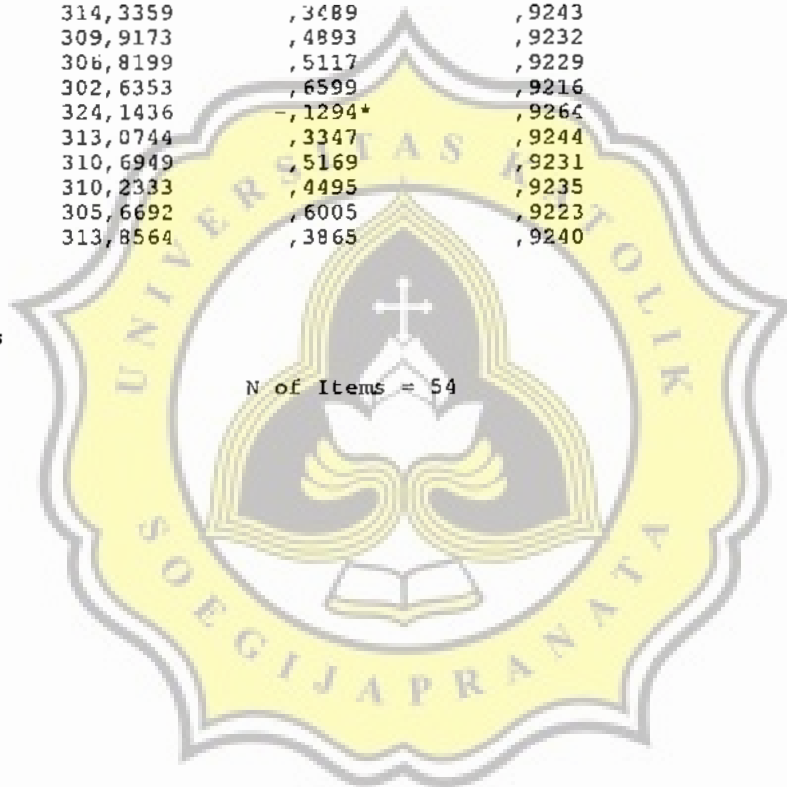 314,3359 ,3489 ,9243
309,9173 ,4893 ,9232
306,8199 ,5117 ,9229
302,6353 ,6599 ,9216
324,1436 -,1294* ,9264
313,0744 ,3347 ,9244
310,6949 ,5169 ,9231
310,2333 ,4495 ,9235
305,6692 ,6005 ,9223
313,8564 ,3865 ,9240
N of Items = 54
UNIVERSITAS KATOLIK
SOEGIJAPRANATA